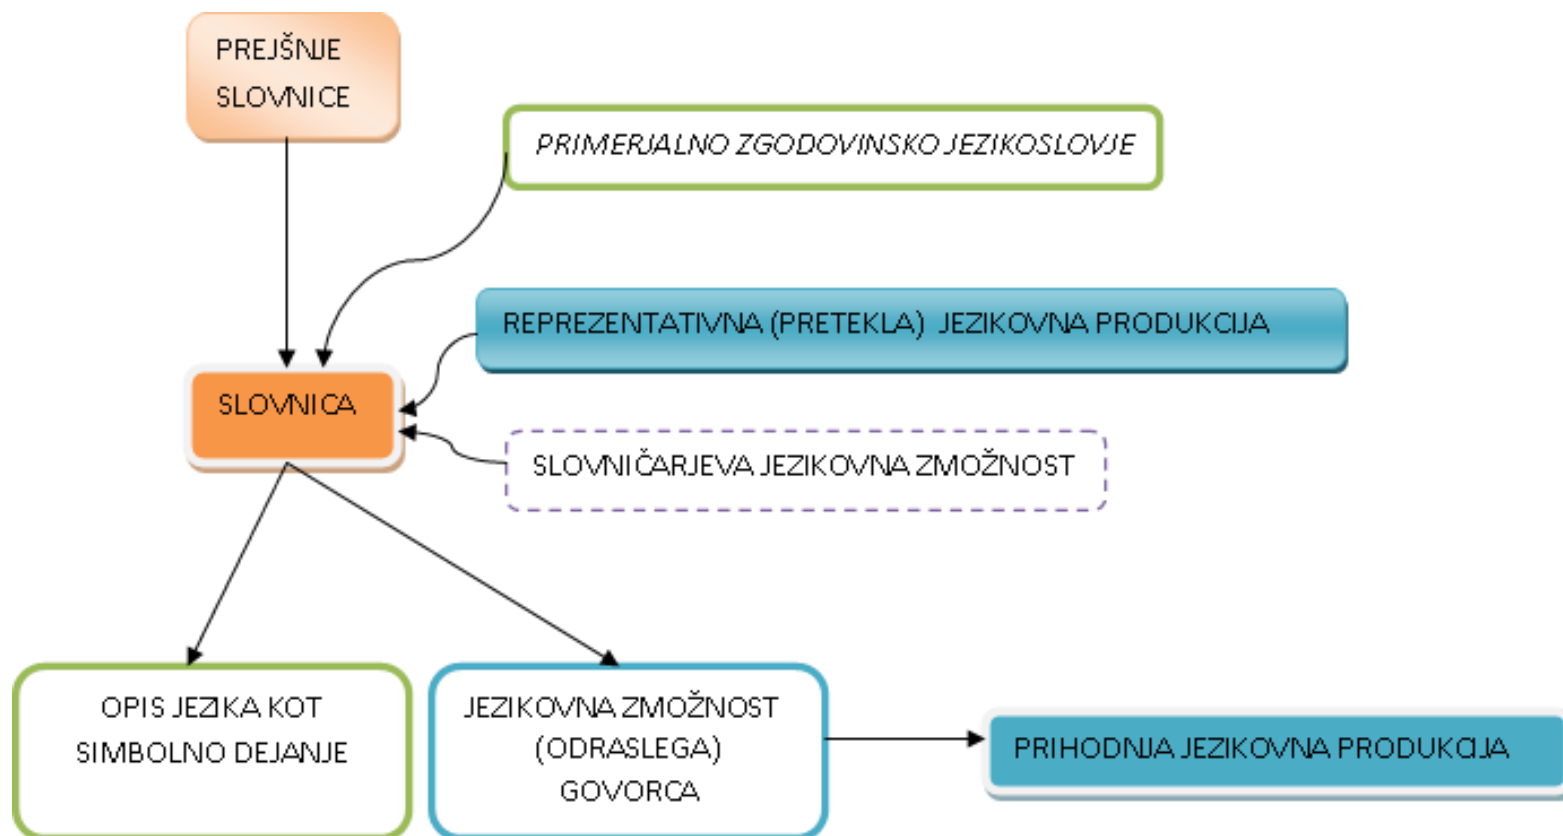 PREJŠNJE
SLOVNICE
PRIMERJALNO ZGODOVINSKO JEZIKOSLOVJE
REPREZENTATIVNA (PRETEKLA) JEZIKOVNA PRODUKCIJA
SLOVNICA
SLOVNIČARJEVA JEZIKOVNA ZMOŽNOST
OPIS JEZIKA KOT
SIMBOLNO DEJANJE
JEZIKOVNA ZMOŽNOST
(ODRASLEGA)
GOVORCA
PRIHODNJA JEZIKOVNA PRODUKCIJA